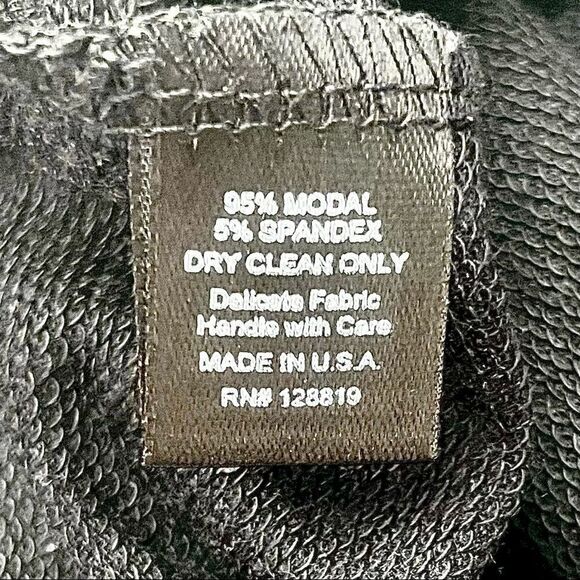 95% MODAL
5% SPANDEX
DRY CLEAN ONLY
Delicate Fabric
Handle with Care
MADE IN U.S.A.
RN# 128819